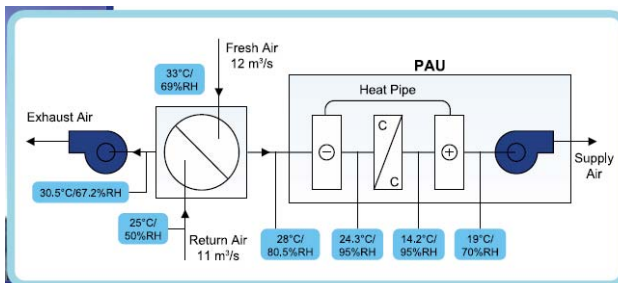 Fresh Air
12 m³/s
33°C/
69%RH
PAU
Heat Pipe
Exhaust Air
C
C
Supply
Air
30.5°C/67.2%RH
25°C/
50%RH
Return Air
11 m³/s
28°C/
80,5%RH
24.3°C/
95%RH
14.2°C/
95%RH
19°C/
70%RH